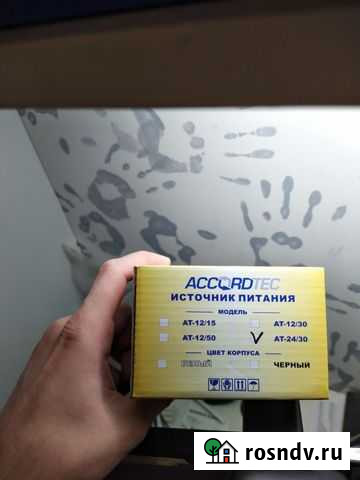 ACCORDTEC
ИСТОЧНИК ПИТАНИЯ
МОДЕЛЬ
AT-12/15 AT-12/30
AT-12/50 AT-24/30
ЦВЕТ КОРПУСА
БЕЛЫЙ ЧЕРНЫЙ
rosndv.ru